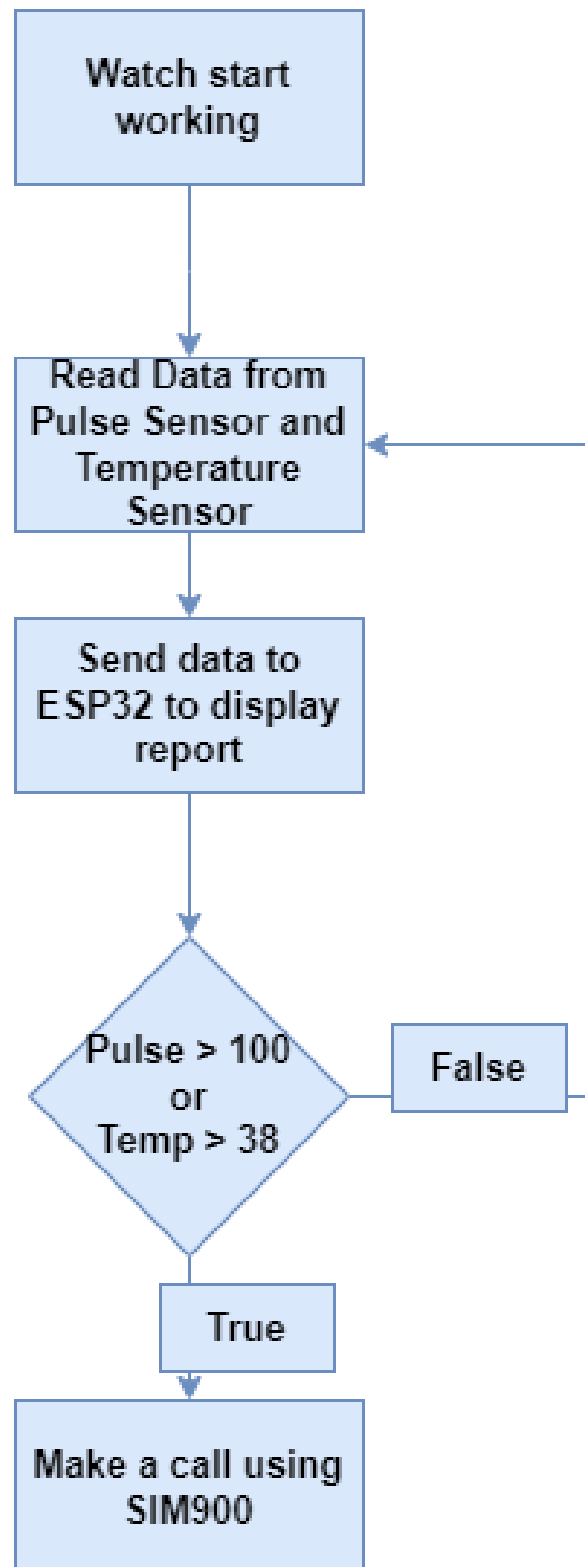 Watch start
working
Read Data from
Pulse Sensor and
Temperature
Sensor
Send data to
ESP32 to display
report
Pulse > 100
or
Temp > 38
False
True
Make a call using
SIM900